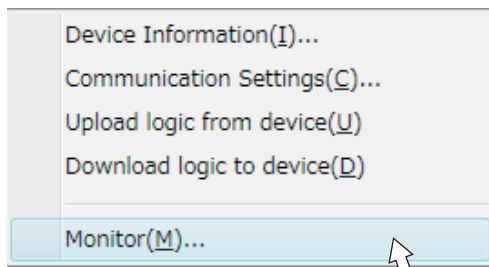 Device Information(I)...
Communication Settings(C)...
Upload logic from device(U)
Download logic to device(D)
Monitor(M)...